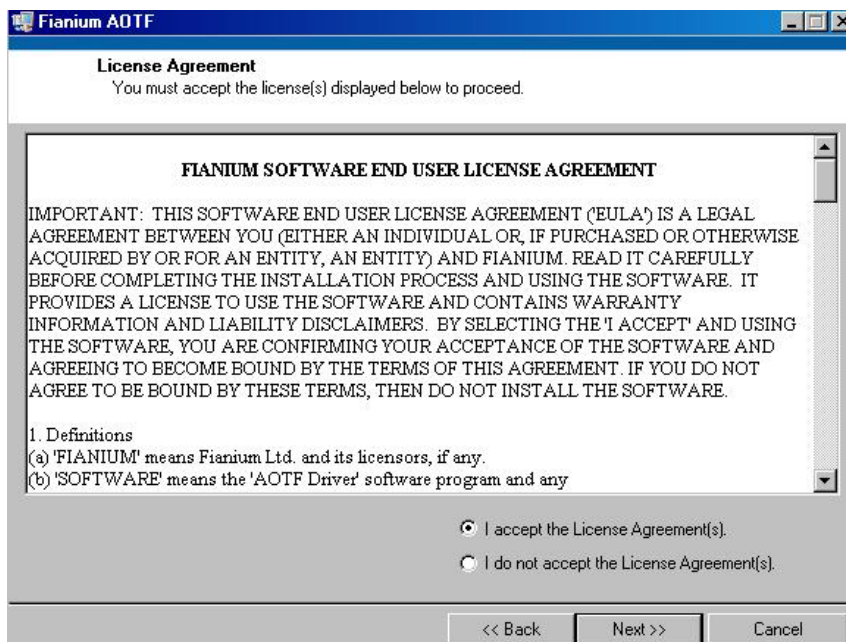 Fianium AOTF
License Agreement
You must accept the license(s) displayed below to proceed.
FIANIUM SOFTWARE END USER LICENSE AGREEMENT
IMPORTANT: THIS SOFTWARE END USER LICENSE AGREEMENT ('EULA') IS A LEGAL
AGREEMENT BETWEEN YOU (EITHER AN INDIVIDUAL OR, IF PURCHASED OR OTHERWISE
ACQUIRED BY OR FOR AN ENTITY, AN ENTITY) AND FIANIUM. READ IT CAREFULLY
BEFORE COMPLETING THE INSTALLATION PROCESS AND USING THE SOFTWARE. IT
PROVIDES A LICENSE TO USE THE SOFTWARE AND CONTAINS WARRANTY
INFORMATION AND LIABILITY DISCLAIMERS. BY SELECTING THE 'I ACCEPT' AND USING
THE SOFTWARE, YOU ARE CONFIRMING YOUR ACCEPTANCE OF THE SOFTWARE AND
AGREEING TO BECOME BOUND BY THE TERMS OF THIS AGREEMENT. IF YOU DO NOT
AGREE TO BE BOUND BY THESE TERMS, THEN DO NOT INSTALL THE SOFTWARE.
1. Definitions
(a) 'FIANIUM' means Fianium Ltd. and its licensors, if any.
(b) 'SOFTWARE' means the 'AOTF Driver' software program and any
I accept the License Agreement(s).
I do not accept the License Agreement(s).
<< Back
Next >>
Cancel